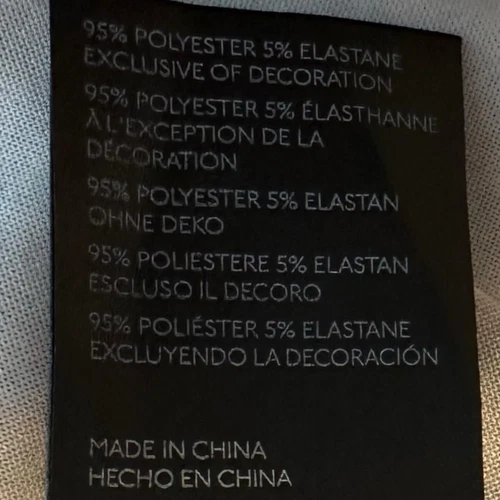 95% POLYESTER 5% ELASTANE
EXCLUSIVE OF DECORATION
95% POLYESTER 5% ÉLASTHANNE
À L'EXCEPTION DE LA
DÉCORATION
95% POLYESTER 5% ELASTAN
OHNE DEKO
95% POLIESTERE 5% ELASTAN
ESCLUSO IL DECORO
95% POLIÉSTER 5% ELASTANE
EXCLUYENDO LA DECORACIÓN
MADE IN CHINA
HECHO EN CHINA